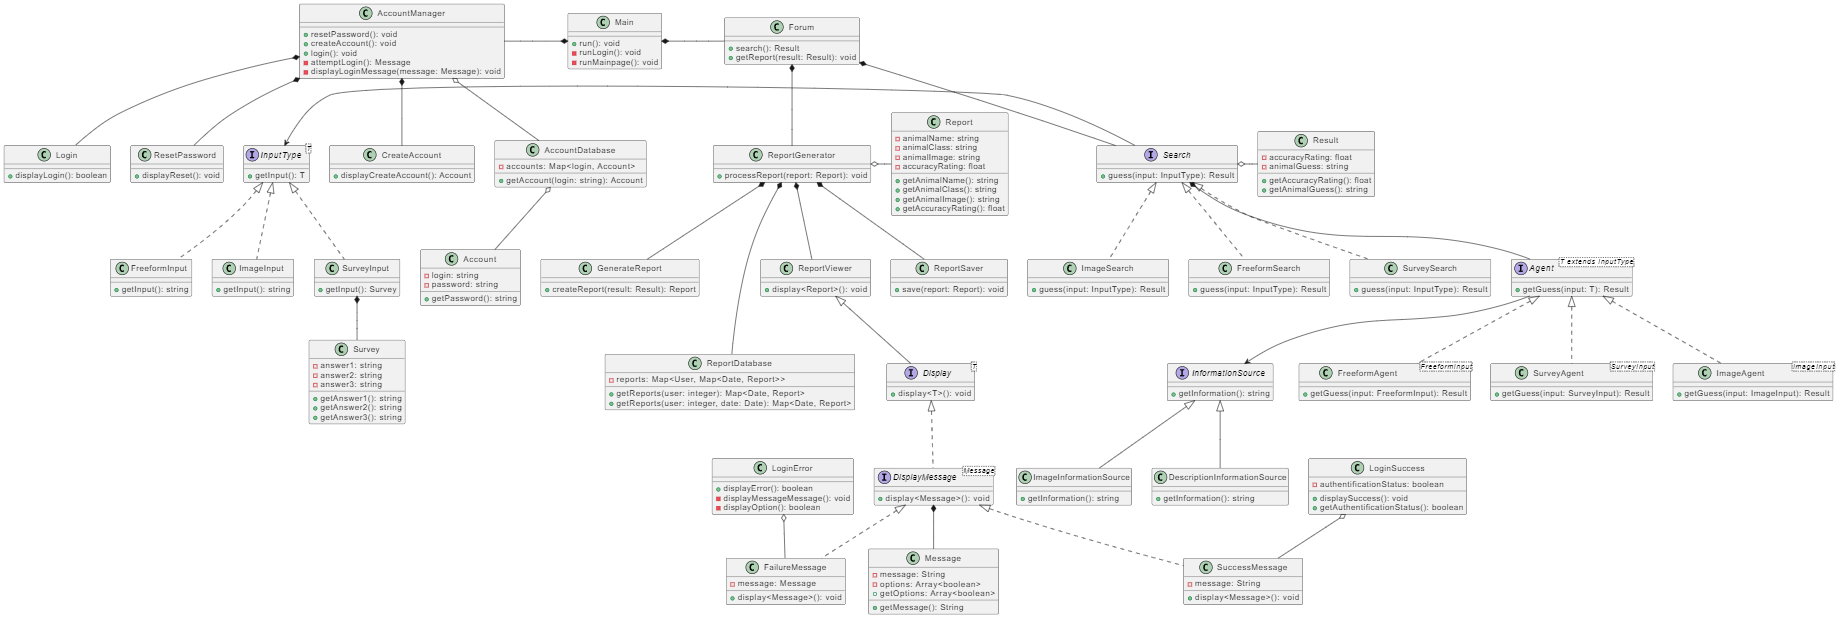 C AccountManager
resetPassword(): void
createAccount(): void
login(): void
attemptLogin(): Message
displayLoginMessage(message: Message): void
C Main
run(): void
runLogin(): void
runMainpage(): void
C Forum
search(): Result
getReport(result: Result): void
C Login
displayLogin(): boolean
C ResetPassword
displayReset(): void
I InputType T
getInput(): T
C CreateAccount
displayCreateAccount(): Account
C AccountDatabase
accounts: Map<login, Account>
getAccount(login: string): Account
C ReportGenerator
processReport(report: Report): void
C Report
animalName: string
animalClass: string
animalImage: string
accuracyRating: float
getAnimalName(): string
getAnimalClass(): string
getAnimalImage(): string
getAccuracyRating(): float
I Search
guess(input: InputType): Result
C Result
accuracyRating: float
animalGuess: string
getAccuracyRating(): float
getAnimalGuess(): string
C FreeformInput
getInput(): string
C ImageInput
getInput(): string
C SurveyInput
getInput(): Survey
C Account
login: string
password: string
getPassword(): string
C GenerateReport
createReport(result: Result): Report
C ReportViewer
display<Report>(): void
C ReportSaver
save(report: Report): void
C ImageSearch
guess(input: InputType): Result
C FreeformSearch
guess(input: InputType): Result
C SurveySearch
guess(input: InputType): Result
I Agent T extends InputType
getGuess(input: T): Result
C Survey
answer1: string
answer2: string
answer3: string
getAnswer1(): string
getAnswer2(): string
getAnswer3(): string
C ReportDatabase
reports: Map<User, Map<Date, Report>>
getReports(user: integer): Map<Date, Report>
getReports(user: integer, date: Date): Map<Date, Report>
I Display T
display<T>(): void
I InformationSource
getInformation(): string
C FreeformAgent FreeformInput
getGuess(input: FreeformInput): Result
C SurveyAgent SurveyInput
getGuess(input: SurveyInput): Result
C ImageAgent ImageInput
getGuess(input: ImageInput): Result
C LoginError
displayError(): boolean
displayMessageMessage(): void
displayOption(): boolean
I DisplayMessage Message
display<Message>(): void
C ImageInformationSource
getInformation(): string
C DescriptionInformationSource
getInformation(): string
C LoginSuccess
authentificationStatus: boolean
displaySuccess(): void
getAuthentificationStatus(): boolean
C FailureMessage
message: Message
display<Message>(): void
C Message
message: String
options: Array<boolean>
getOptions: Array<boolean>
getMessage(): String
C SuccessMessage
message: String
display<Message>(): void